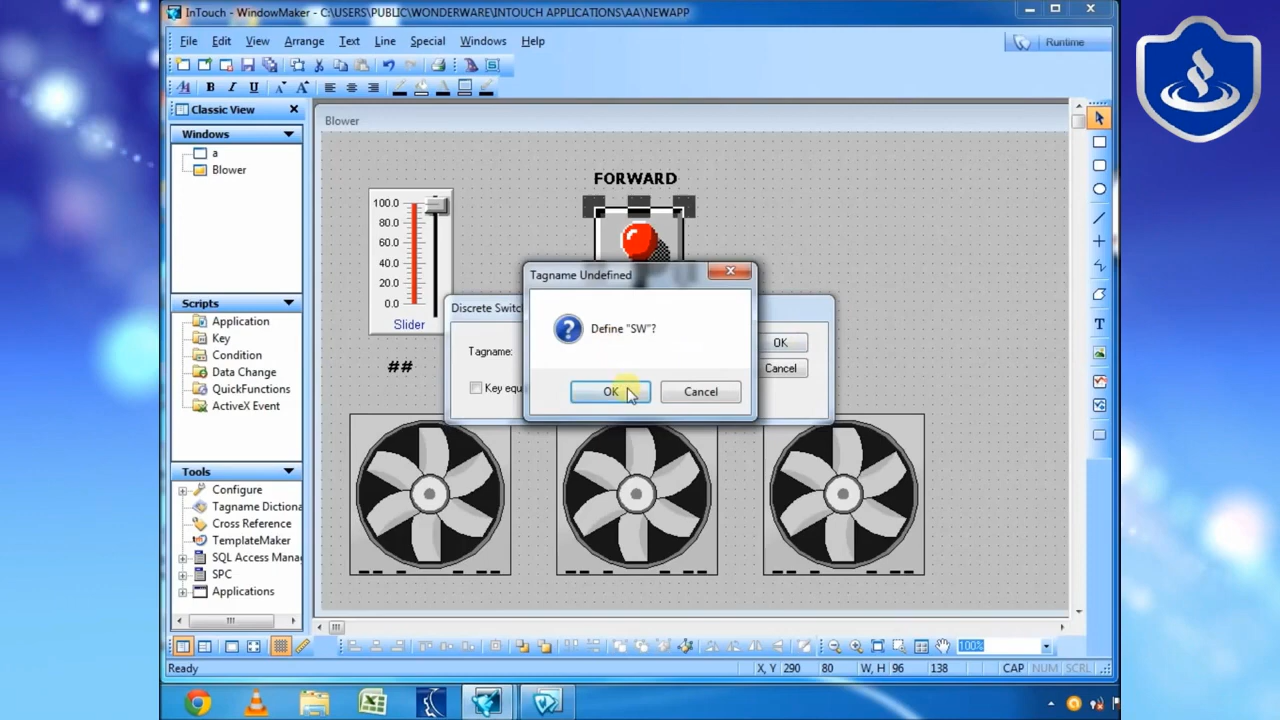 InTouch - WindowMaker - C:\USERS\PUBLIC\WONDERWARE\INTOUCH APPLICATIONS\AA\NEWAPP
File Edit View Arrange Text Line Special Windows Help
Runtime
Classic View
Windows
a
Blower
Scripts
Application
Key
Condition
Data Change
QuickFunctions
ActiveX Event
Tools
Configure
Tagname Dictiona
Cross Reference
TemplateMaker
SQL Access Mana
SPC
Applications
Blower
FORWARD
100.0
80.0
60.0
40.0
20.0
0.0
Slider
##
Discrete Switc
Tagname:
Key equ
OK
Cancel
Tagname Undefined
Define "SW"?
OK Cancel
100%
Ready
X, Y 290 80 W, H 96 138 CAP NUM SCRL